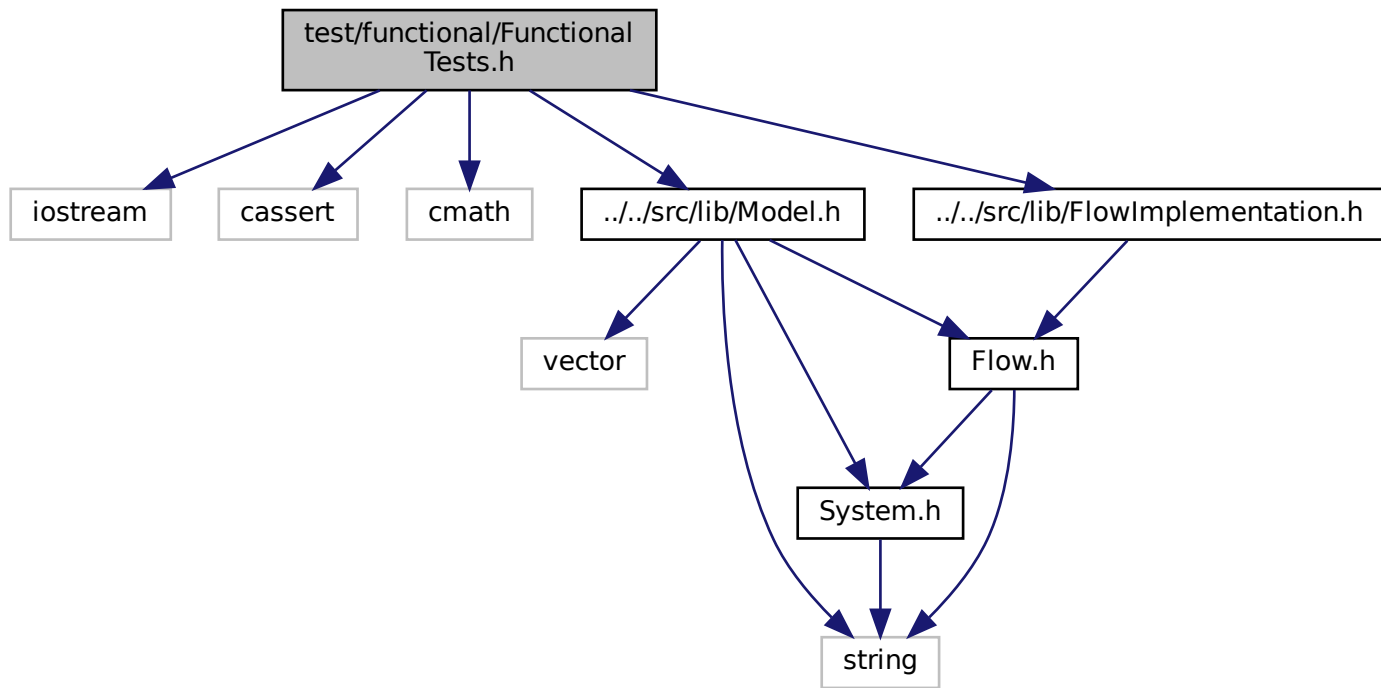 test/functional/Functional
Tests.h
iostream
cassert
cmath
../../src/lib/Model.h
../../src/lib/FlowImplementation.h
vector
Flow.h
System.h
string